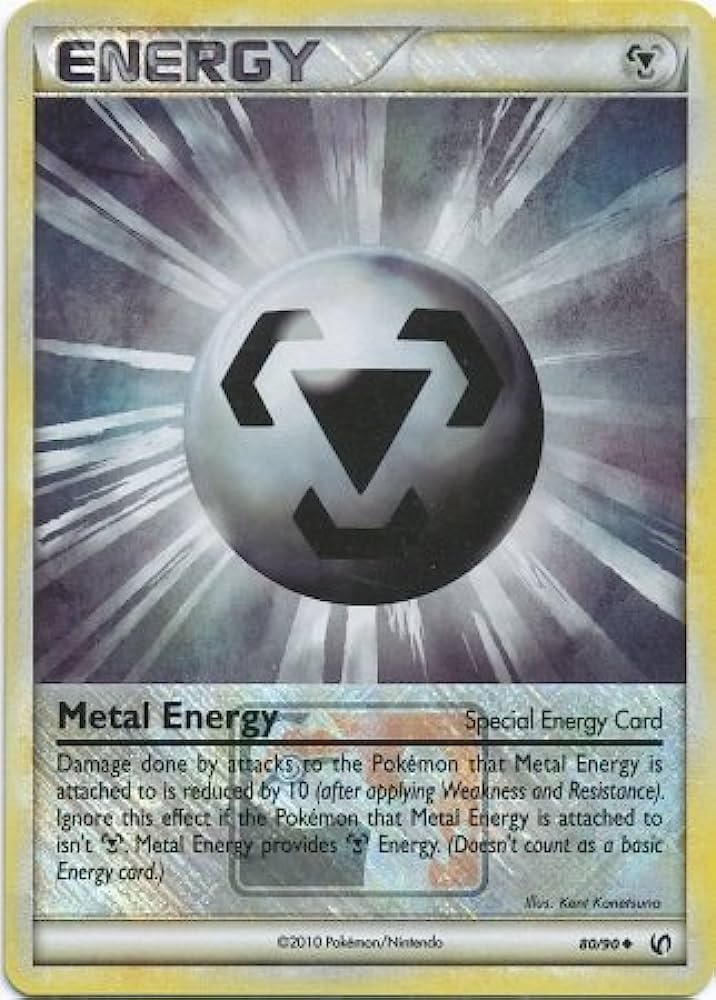 ENERGY
Metal Energy Special Energy Card
Damage done by attacks to the Pokémon that Metal Energy is
attached to is reduced by 10 (after applying Weakness and Resistance).
Ignore this effect if the Pokémon that Metal Energy is attached to
isn't . Metal Energy provides Energy. (Doesn't count as a basic
Energy card.)
Illus. Kent Kanetsuna
©2010 Pokémon/Nintendo 80/90